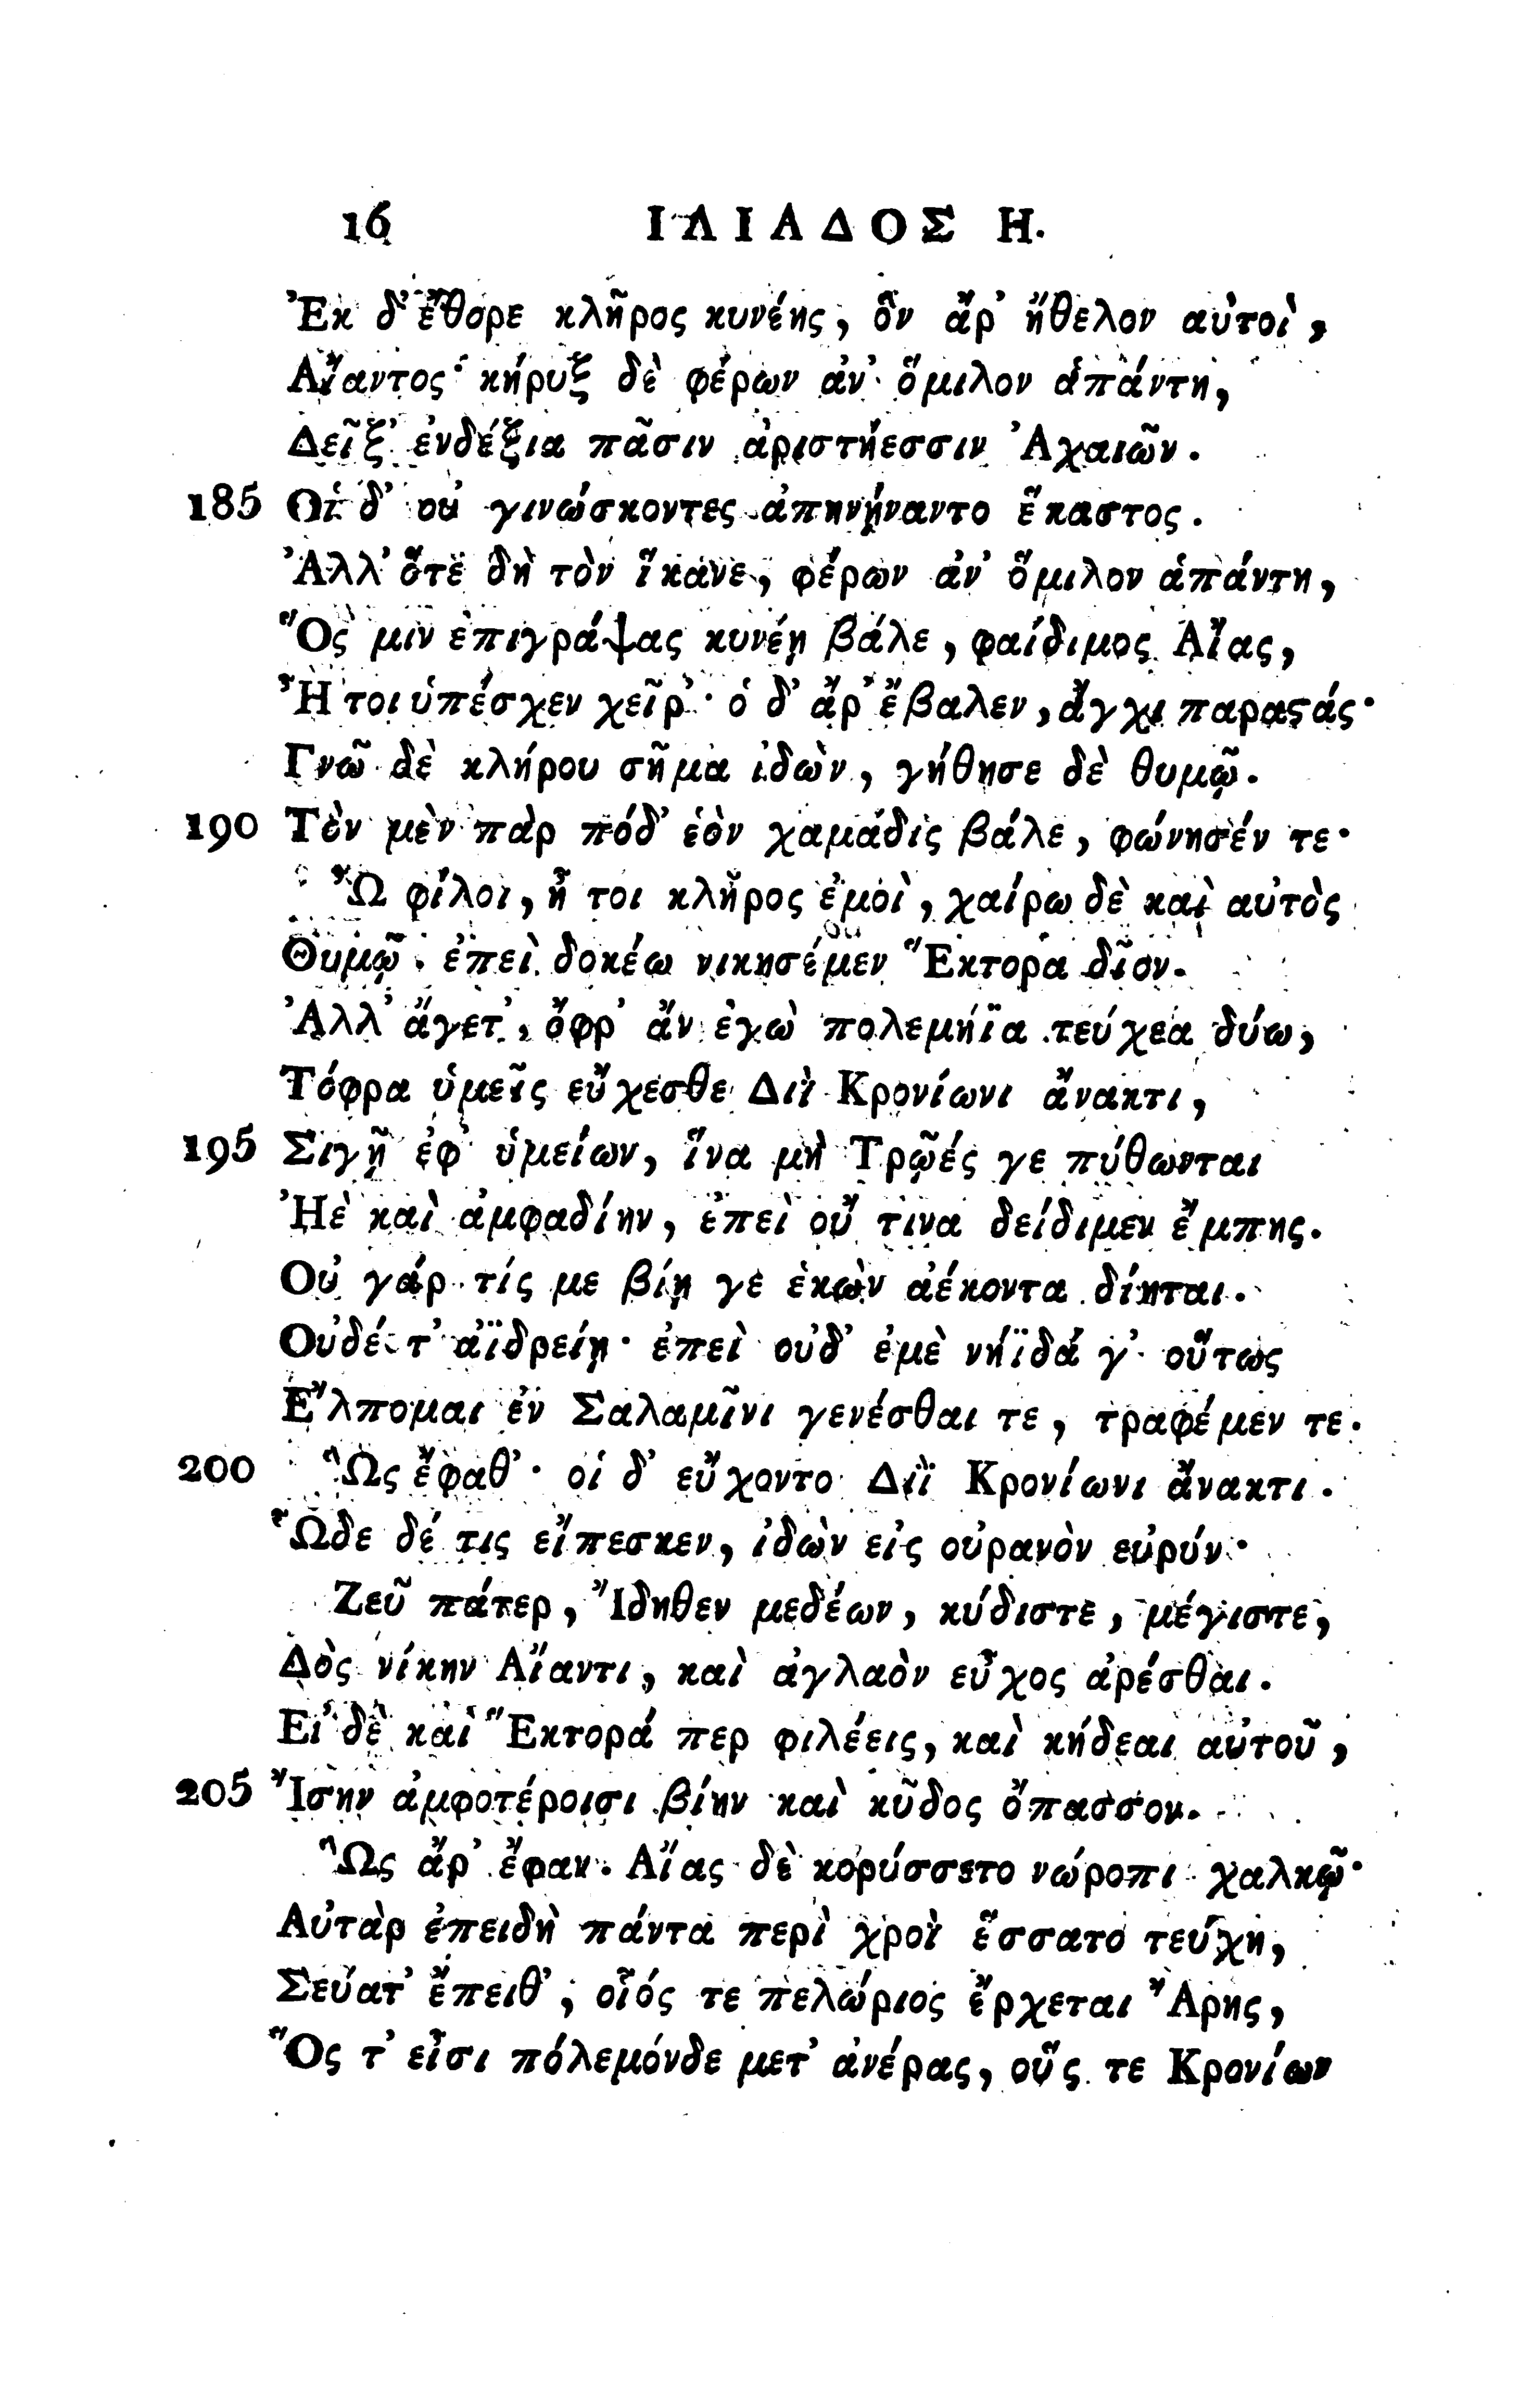 16 ΙΛΙΑΔΟΣ Η.
Ἐκ δ' ἔθορε κλῆρος κυνέης, ὃν ἄρ' ἤθελον αὐτοὶ,
Αἴαντος· κήρυξ δὲ φέρων ἀν' ὅμιλον ἁπάντη,
Δεῖξ' ἐνδέξια πᾶσιν ἀριστήεσσιν Ἀχαιῶν.
185 Οἱ δ' οὐ γινώσκοντες ἀπηνήναντο ἕκαστος.
Ἀλλ' ὅτε δὴ τὸν ἵκανε, φέρων ἀν' ὅμιλον ἁπάντη,
Ὅς μιν ἐπιγράψας κυνέῃ βάλε, φαίδιμος Αἴας,
Ἤ τοι ὑπέσχεν χεῖρ'· ὁ δ' ἄρ' ἔβαλεν, ἄγχι παραϛάς·
Γνῶ δὲ κλήρου σῆμα ἰδὼν, γήθησε δὲ θυμῷ.
190 Τὸν μὲν πὰρ πόδ' ἑὸν χαμάδις βάλε, φώνησέν τε·
Ὦ φίλοι, ἦ τοι κλῆρος ἐμοὶ, χαίρω δὲ καὶ αὐτὸς
Θυμῷ· ἐπεὶ δοκέω νικησέμεν Ἕκτορα δῖον.
Ἀλλ' ἄγετ', ὄφρ' ἂν ἐγὼ πολεμήϊα τεύχεα δύω,
Τόφρα ὑμεῖς εὔχεσθε Διῒ Κρονίωνι ἄνακτι,
195 Σιγῇ ἐφ' ὑμείων, ἵνα μὴ Τρῷές γε πύθωνται
Ἠὲ καὶ ἀμφαδίην, ἐπεὶ οὔ τινα δείδιμεν ἔμπης.
Οὐ γάρ τίς με βίῃ γε ἑκὼν ἀέκοντα δίηται.
Οὐδέ τ' ἀϊδρείῃ· ἐπεὶ οὐδ' ἐμὲ νήϊδά γ' οὕτως
Ἔλπομαι ἐν Σαλαμῖνι γενέσθαι τε, τραφέμεν τε.
200 Ὣς ἔφαθ'· οἱ δ' εὔχοντο Διῒ Κρονίωνι ἄνακτι.
Ὧδε δέ τις εἴπεσκεν, ἰδὼν εἰς οὐρανὸν εὐρύν·
Ζεῦ πάτερ, Ἴδηθεν μεδέων, κύδιστε, μέγιστε,
Δὸς νίκην Αἴαντι, καὶ ἀγλαὸν εὖχος ἀρέσθαι.
Εἰ δὲ καὶ Ἕκτορά περ φιλέεις, καὶ κήδεαι αὐτοῦ,
205 Ἴσην ἀμφοτέροισι βίην καὶ κῦδος ὄπασσον.
Ὣς ἄρ' ἔφαν. Αἴας δὲ κορύσσετο νώροπι χαλκῷ·
Αὐτὰρ ἐπειδὴ πάντα περὶ χροῒ ἕσσατο τεύχη,
Σεύατ' ἔπειθ', οἷός τε πελώριος ἔρχεται Ἄρης,
Ὅς τ' εἶσι πόλεμόνδε μετ' ἀνέρας, οὕς τε Κρονίων